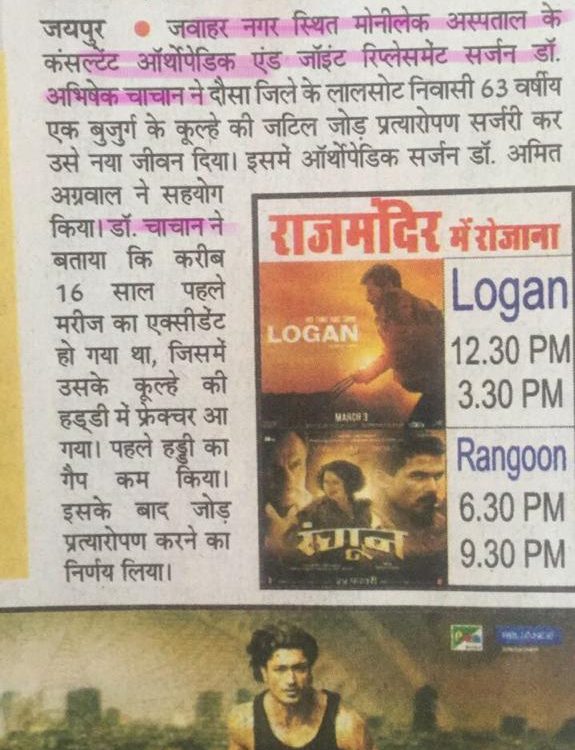 जयपुर • जवाहर नगर स्थित मोनीलेक अस्पताल के
कंसल्टेंट ऑर्थोपेडिक एंड जॉइंट रिप्लेसमेंट सर्जन डॉ.
अभिषेक चाचान ने दौसा जिले के लालसोट निवासी 63 वर्षीय
एक बुजुर्ग के कूल्हे की जटिल जोड़ प्रत्यारोपण सर्जरी कर
उसे नया जीवन दिया। इसमें ऑर्थोपेडिक सर्जन डॉ. अमित
अग्रवाल ने सहयोग
किया। डॉ. चाचान ने
बताया कि करीब
16 साल पहले
मरीज का एक्सीडेंट
हो गया था, जिसमें
उसके कूल्हे की
हड्डी में फ्रेक्चर आ
गया। पहले हड्डी का
गैप कम किया।
इसके बाद जोड़
प्रत्यारोपण करने का
निर्णय लिया।
राजमंदिर में रोजाना
LOGAN
MARCH 3
Logan
12.30 PM
3.30 PM
रंगून
२४ फरवरी
Rangoon
6.30 PM
9.30 PM